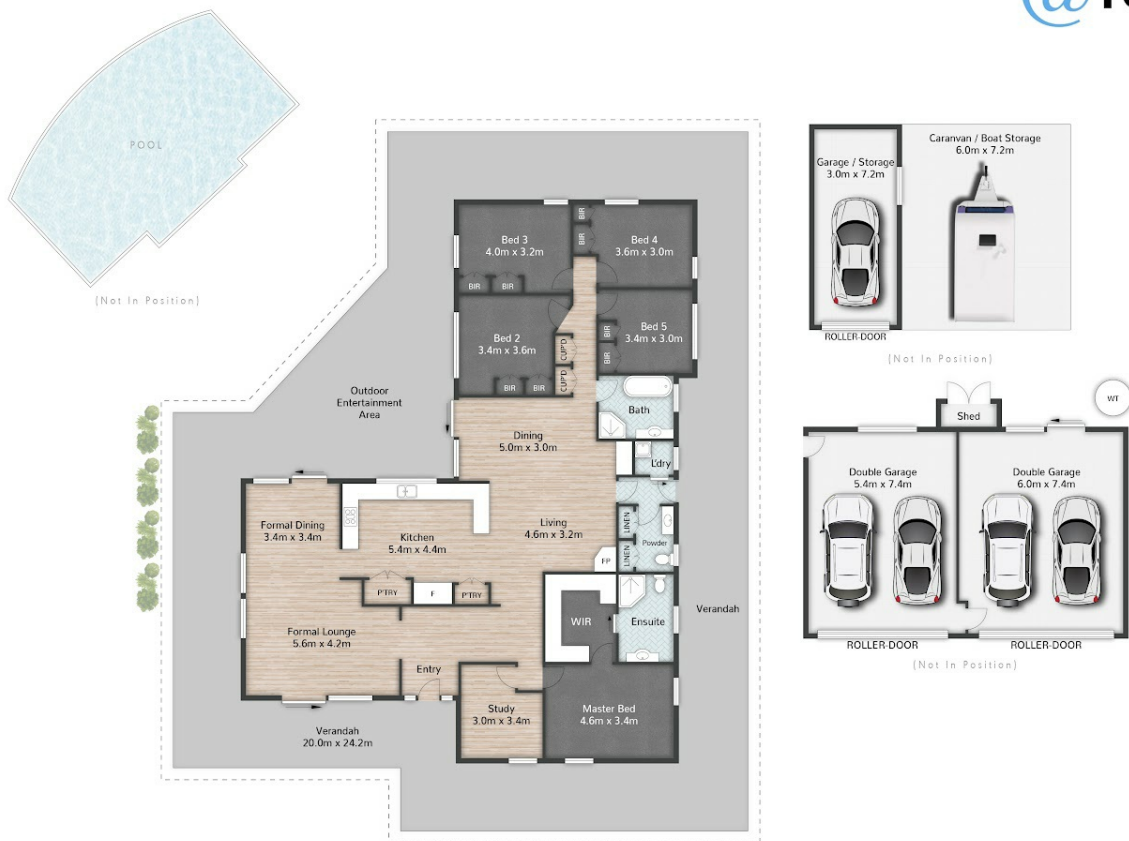 POOL
(Not In Position)
Garage / Storage
3.0m x 7.2m
Caranvan / Boat Storage
6.0m x 7.2m
ROLLER-DOOR
(Not In Position)
Bed 3
4.0m x 3.2m
BIR
BIR
BIR
BIR
Bed 4
3.6m x 3.0m
Bed 2
3.4m x 3.6m
BIR
BIR
CUP'D
CUP'D
BIR
BIR
Bed 5
3.4m x 3.0m
Outdoor
Entertainment
Area
Dining
5.0m x 3.0m
Bath
L'dry
Formal Dining
3.4m x 3.4m
Kitchen
5.4m x 4.4m
Living
4.6m x 3.2m
LINEN
LINEN
Powder
FP
P'TRY
F
P'TRY
Formal Lounge
5.6m x 4.2m
WIR
Ensuite
Verandah
Entry
Study
3.0m x 3.4m
Master Bed
4.6m x 3.4m
Verandah
20.0m x 24.2m
Shed
WT
Double Garage
5.4m x 7.4m
Double Garage
6.0m x 7.4m
ROLLER-DOOR
ROLLER-DOOR
(Not In Position)